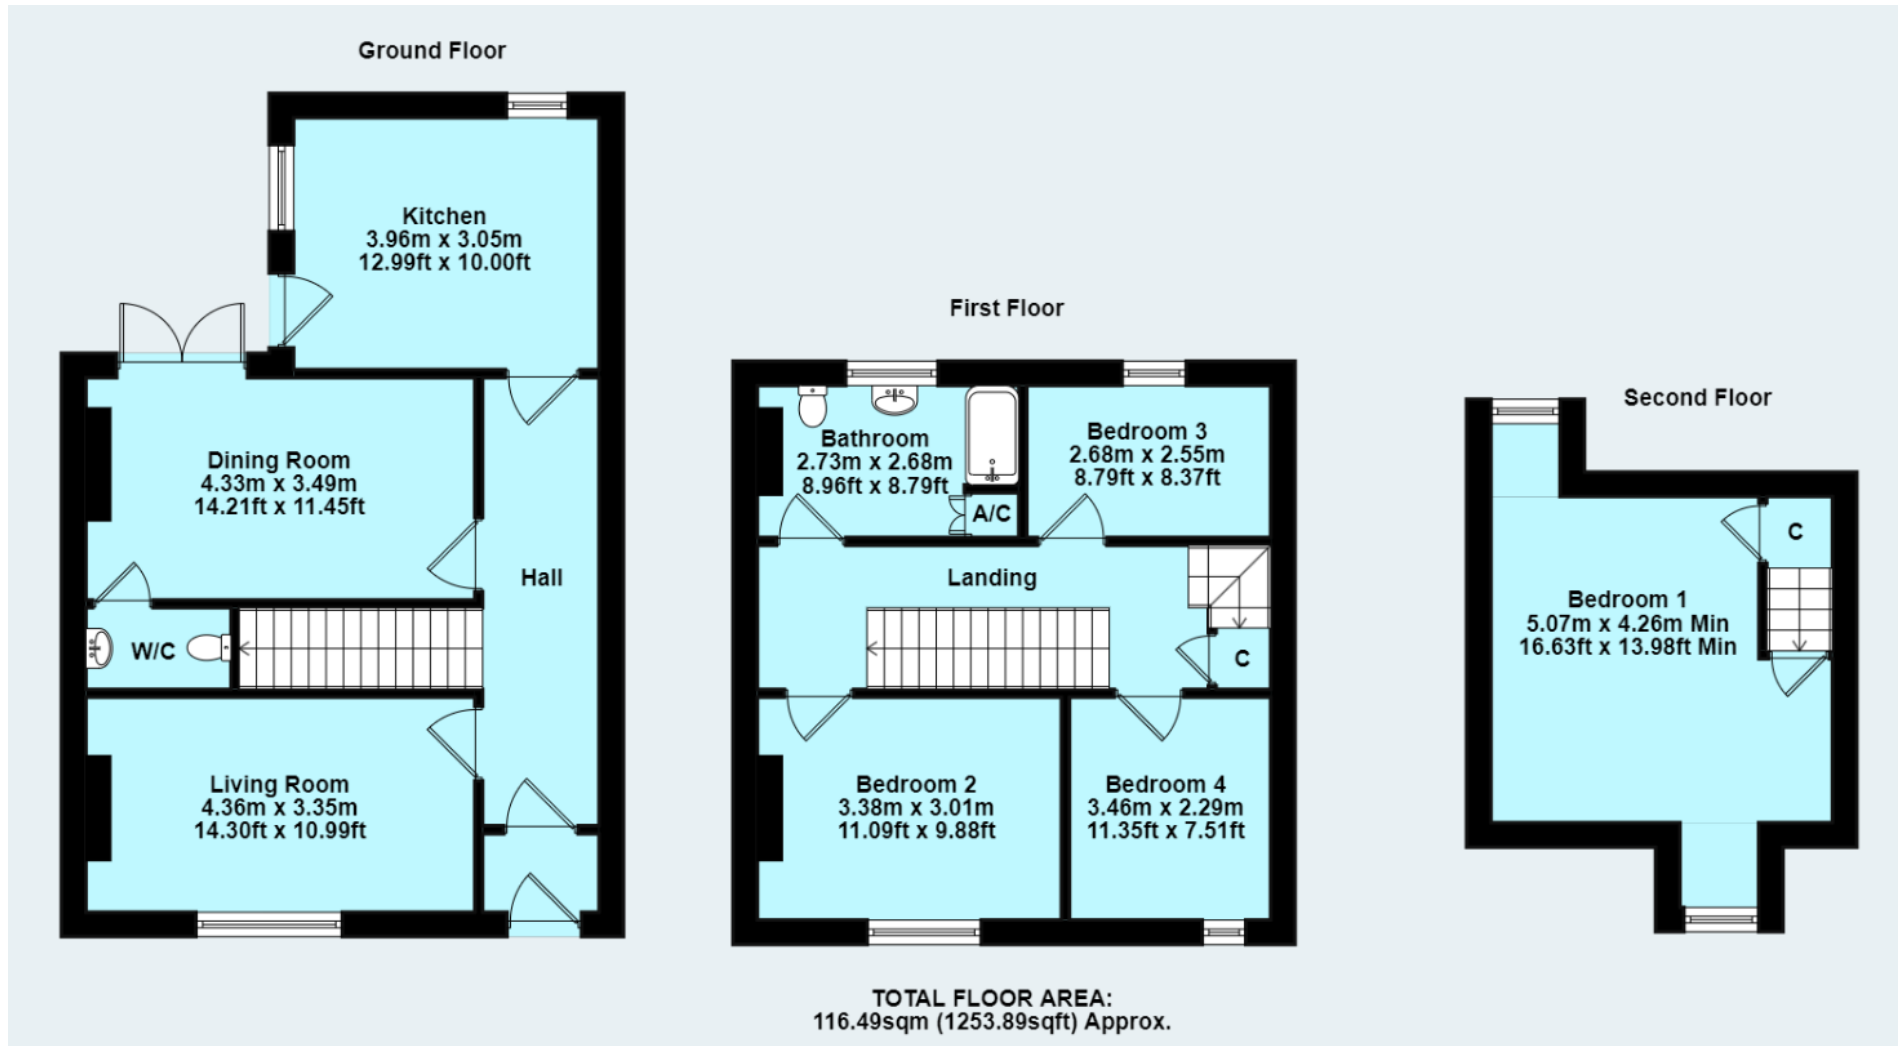 Ground Floor
Kitchen
3.96m x 3.05m
12.99ft x 10.00ft
Dining Room
4.33m x 3.49m
14.21ft x 11.45ft
Hall
W/C
Living Room
4.36m x 3.35m
14.30ft x 10.99ft
First Floor
Bathroom
2.73m x 2.68m
8.96ft x 8.79ft
A/C
Bedroom 3
2.68m x 2.55m
8.79ft x 8.37ft
Landing
C
Bedroom 2
3.38m x 3.01m
11.09ft x 9.88ft
Bedroom 4
3.46m x 2.29m
11.35ft x 7.51ft
Second Floor
C
Bedroom 1
5.07m x 4.26m Min
16.63ft x 13.98ft Min
TOTAL FLOOR AREA:
116.49sqm (1253.89sqft) Approx.